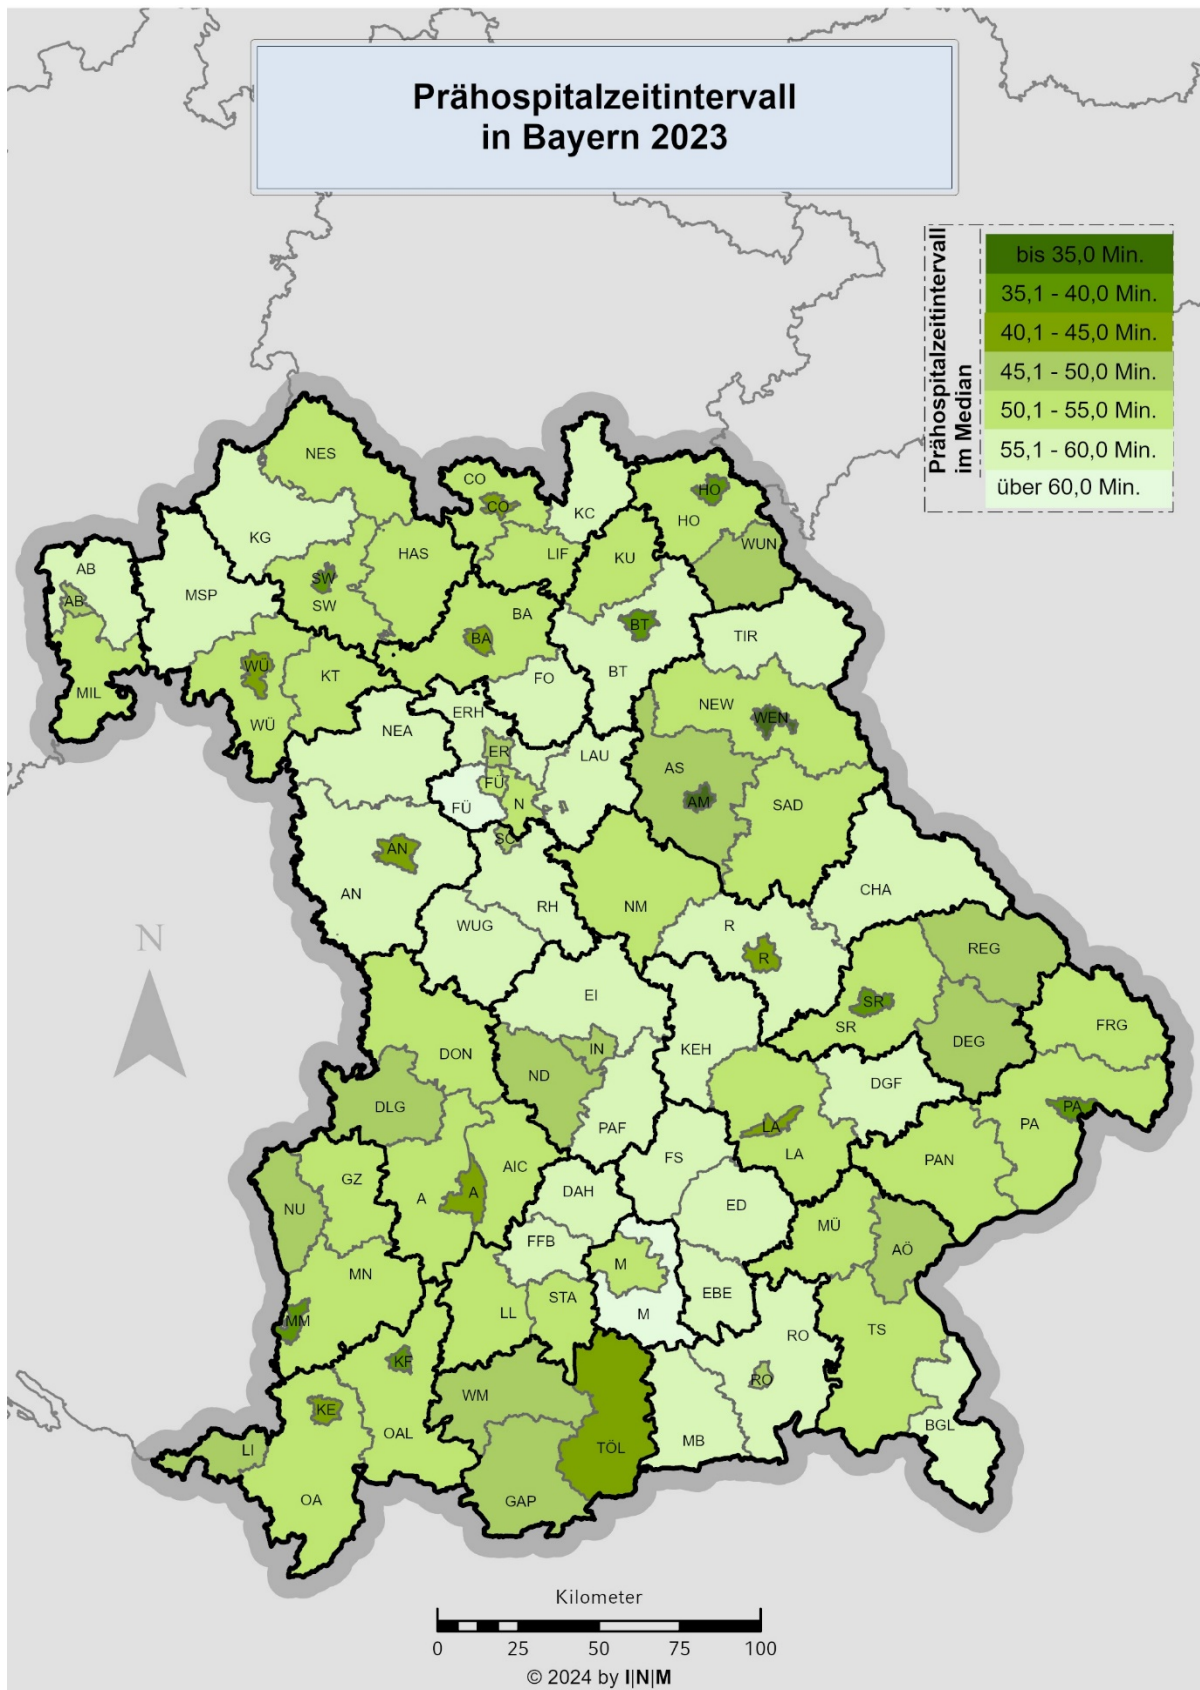 Prähospitalzeitintervall
in Bayern 2023
Prähospitalzeitintervall
im Median
bis 35,0 Min.
35,1 - 40,0 Min.
40,1 - 45,0 Min.
45,1 - 50,0 Min.
50,1 - 55,0 Min.
55,1 - 60,0 Min.
über 60,0 Min.
NES
CO
CO
KC
HO
HO
KG
HAS
LIF
KU
WUN
AB
AB
MSP
SW
SW
BA
BA
BT
BT
TIR
MIL
WÜ
WÜ
KT
FO
NEW
WEN
NEA
ERH
ER
LAU
AS
AM
SAD
FÜ
FÜ
N
SC
AN
AN
RH
NM
CHA
WUG
R
R
REG
EI
SR
SR
FRG
DON
IN
ND
KEH
DEG
DGF
DLG
PAF
LA
LA
PA
PA
GZ
A
A
AIC
FS
PAN
NU
DAH
ED
MÜ
AÖ
FFB
M
M
MN
LL
STA
EBE
RO
RO
TS
MM
KF
KE
WM
OAL
TÖL
MB
BGL
LI
OA
GAP
N
Kilometer
0 25 50 75 100
© 2024 by I|N|M